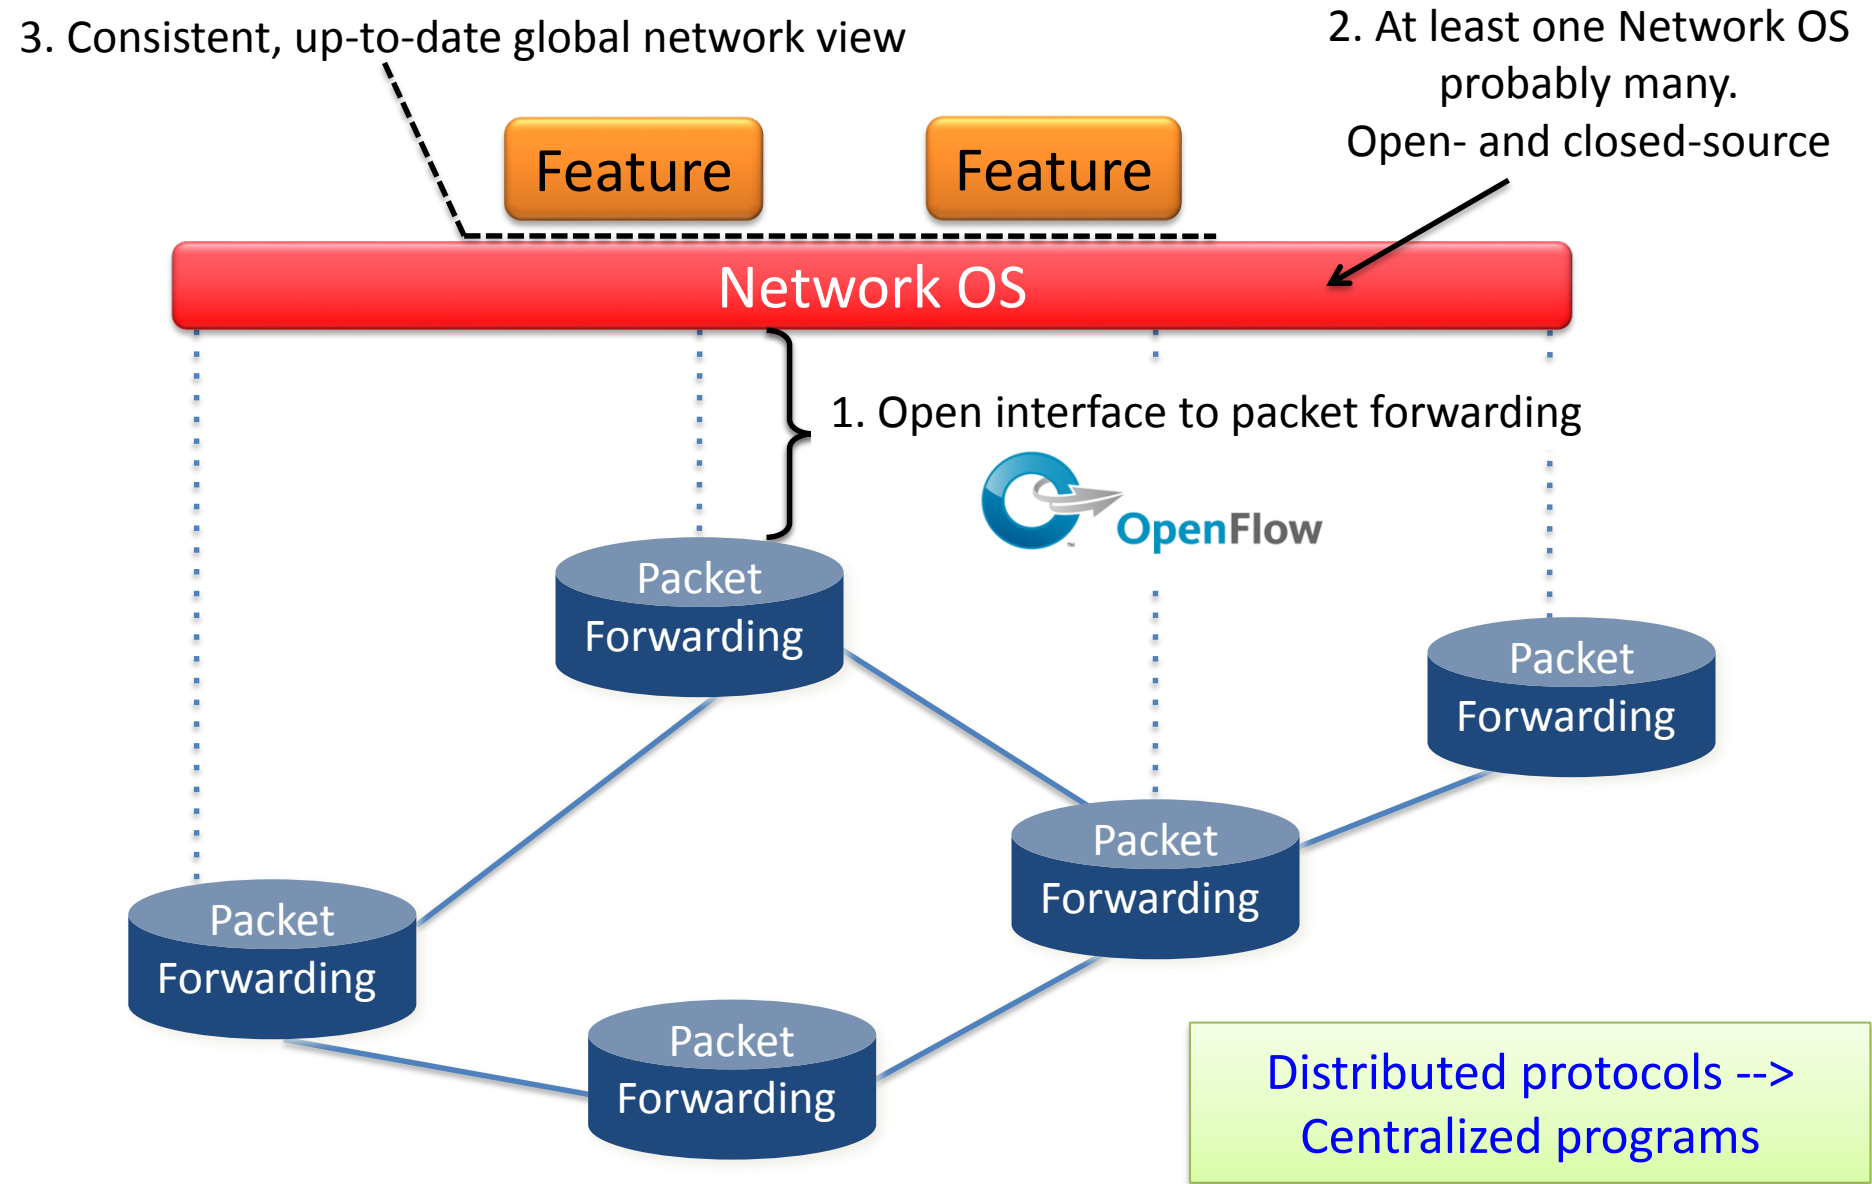 3. Consistent, up-to-date global network view
2. At least one Network OS
probably many.
Open- and closed-source
Feature
Feature
Network OS
1. Open interface to packet forwarding
OpenFlow
™
Packet
Forwarding
Packet
Forwarding
Packet
Forwarding
Packet
Forwarding
Packet
Forwarding
Distributed protocols -->
Centralized programs